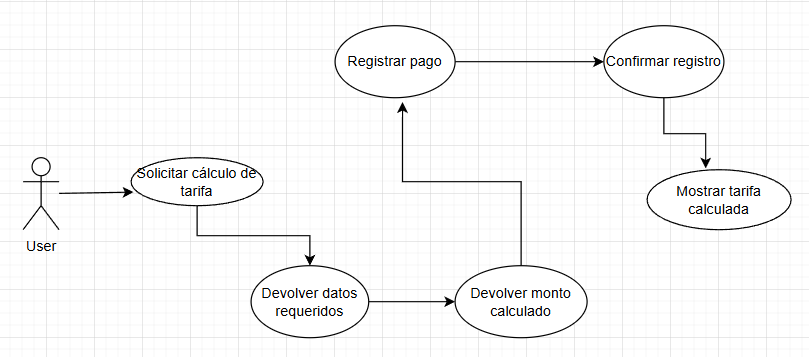 User
Solicitar cálculo de
tarifa
Devolver datos
requeridos
Devolver monto
calculado
Registrar pago
Confirmar registro
Mostrar tarifa
calculada